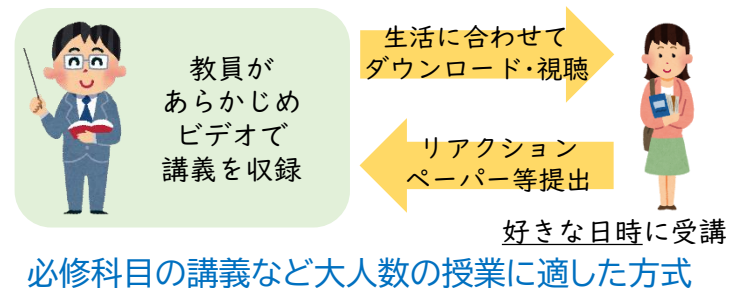 教員が
あらかじめ
ビデオで
講義を収録
生活に合わせて
ダウンロード・視聴
リアクション
ペーパー等提出
好きな日時に受講
必修科目の講義など大人数の授業に適した方式